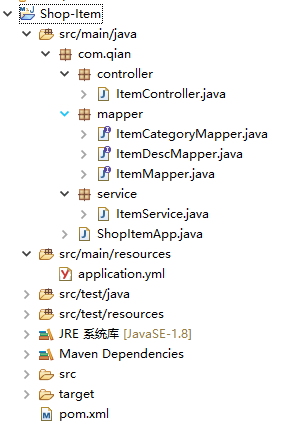 Shop-Item
src/main/java
com.qian
controller
ItemController.java
mapper
ItemCategoryMapper.java
ItemDescMapper.java
ItemMapper.java
service
ItemService.java
ShopItemApp.java
src/main/resources
application.yml
src/test/java
src/test/resources
JRE 系统库 [JavaSE-1.8]
Maven Dependencies
src
target
pom.xml